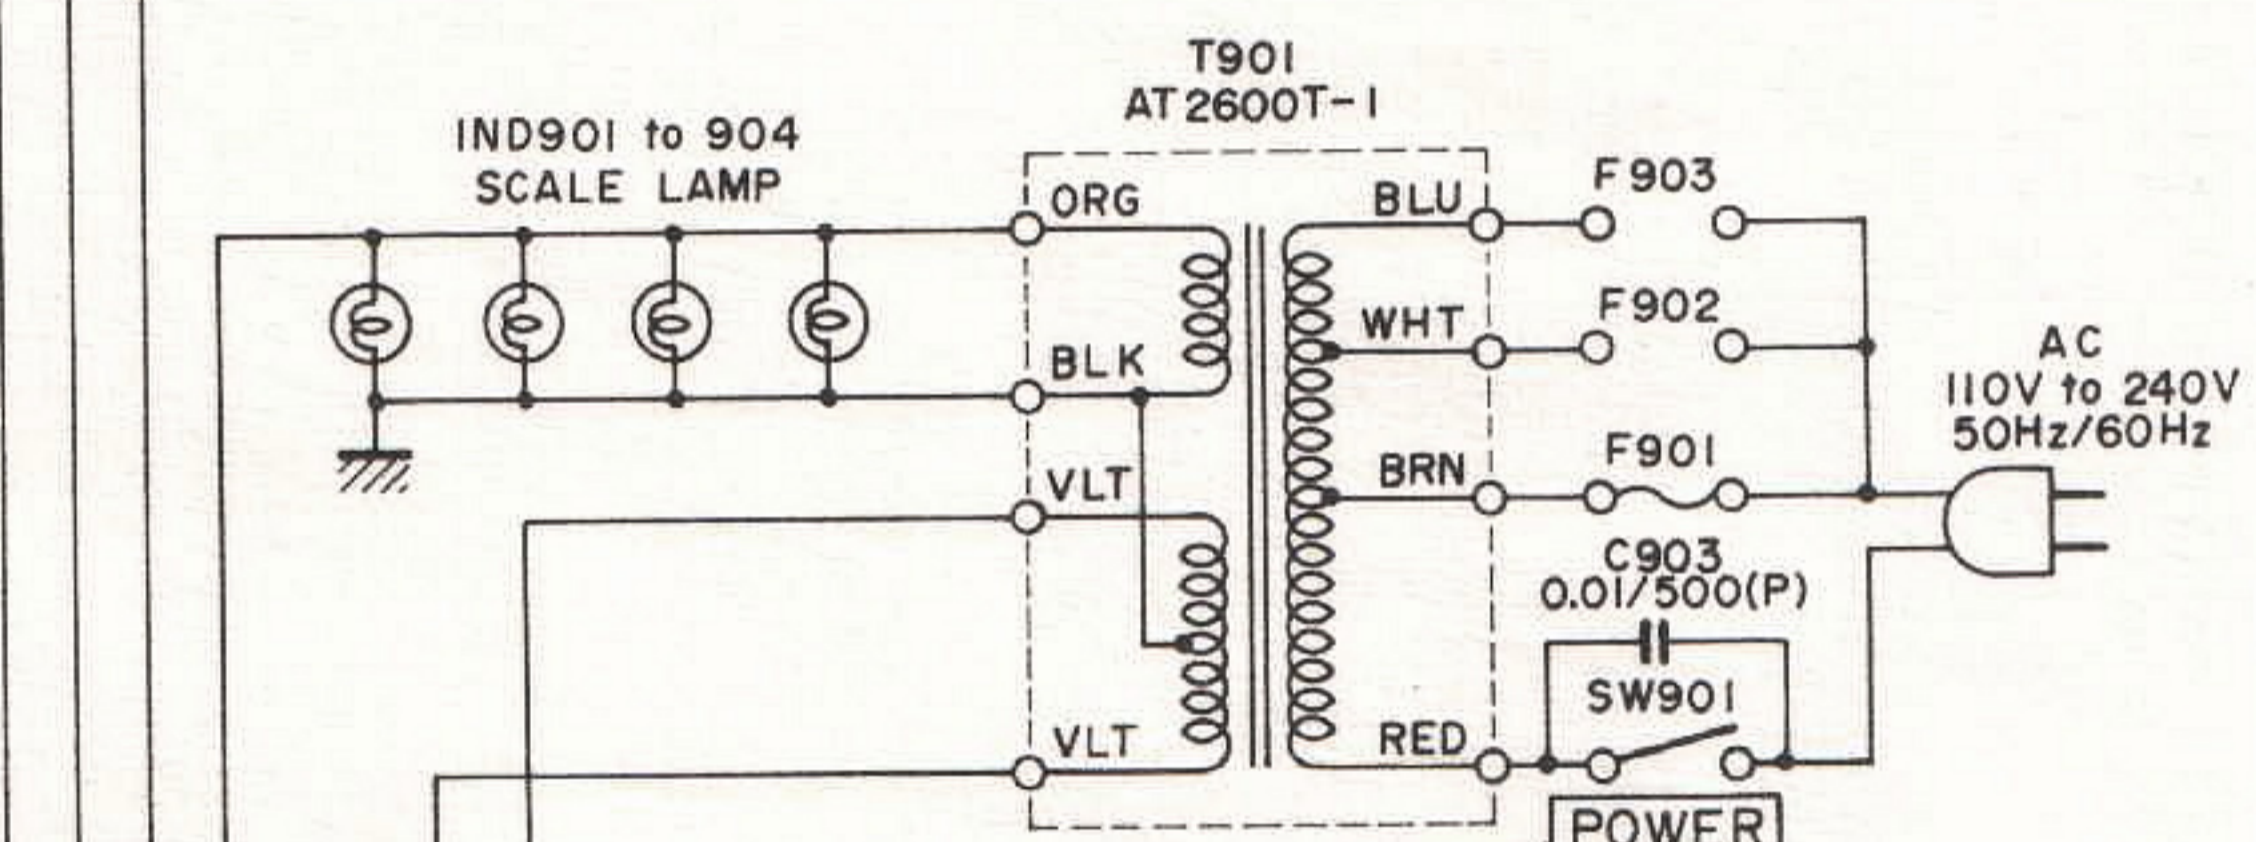 T901
AT2600T-1
IND901 to 904
SCALE LAMP
ORG
BLU
F903
BLK
WHT
F902
AC
110V to 240V
50Hz/60Hz
VLT
BRN
F901
C903
0.01/500(P)
SW901
VLT
RED
POWER